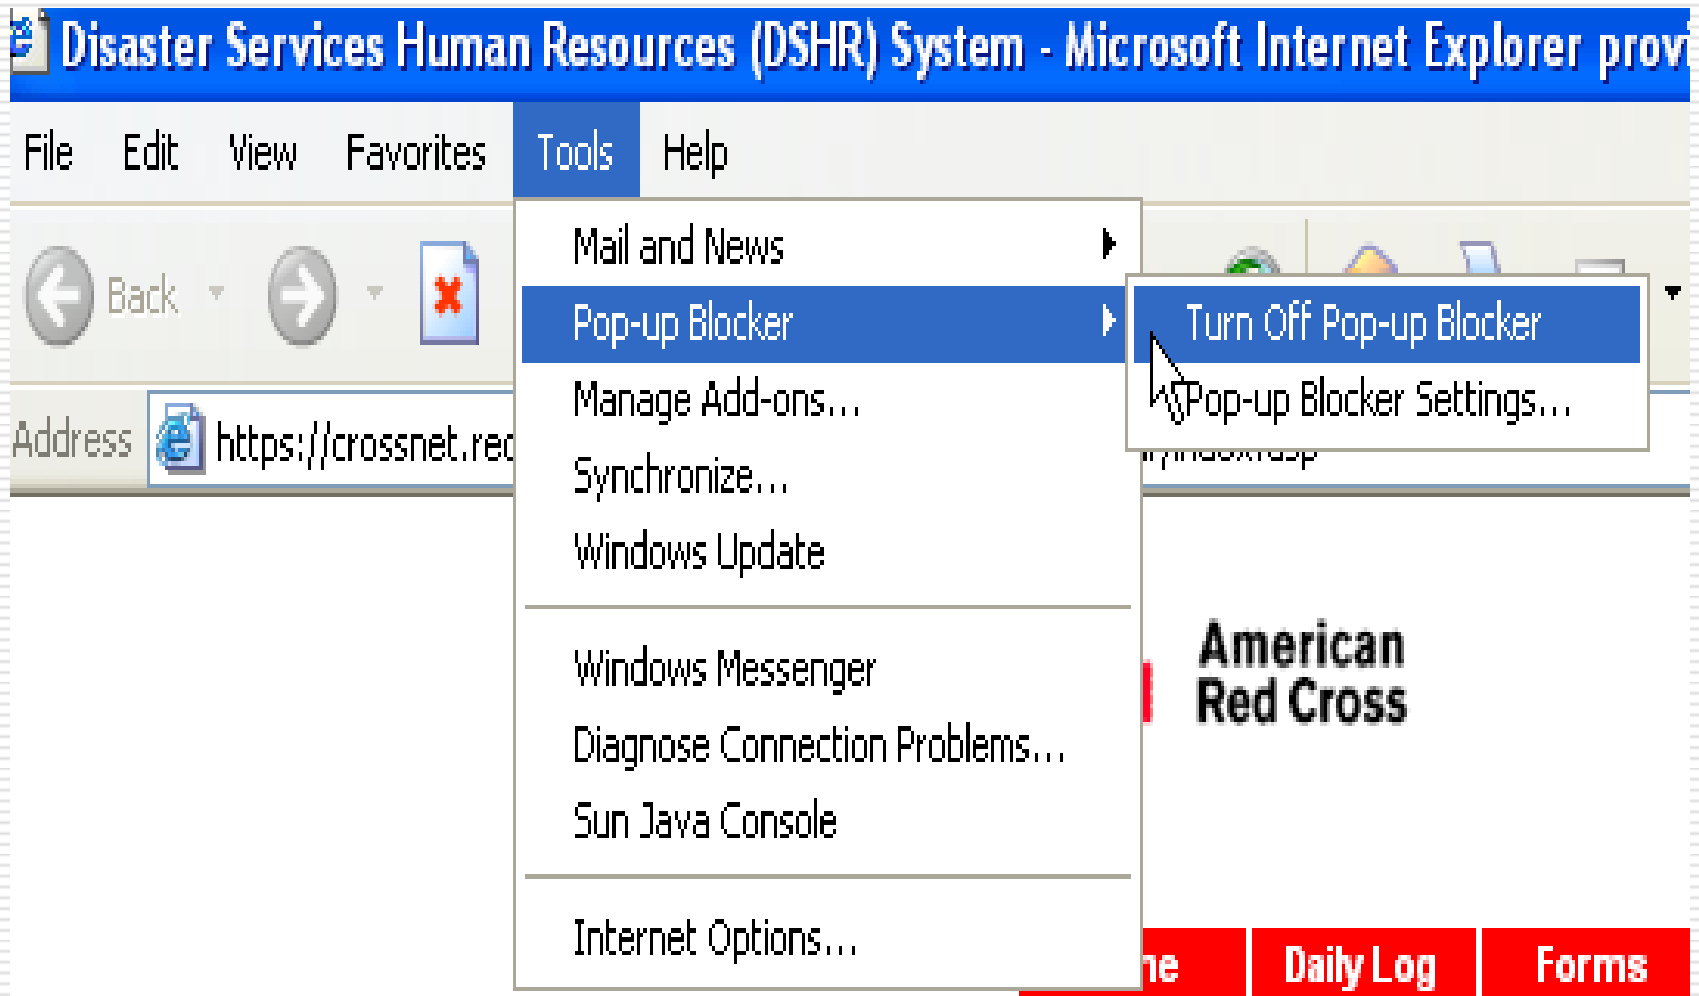 Disaster Services Human Resources (DSHR) System - Microsoft Internet Explorer prov
File Edit View Favorites Tools Help
Mail and News
Back
Pop-up Blocker
Turn Off Pop-up Blocker
Manage Add-ons...
Pop-up Blocker Settings...
Address https://crossnet.red
Synchronize...
Windows Update
Windows Messenger
American
Red Cross
Diagnose Connection Problems...
Sun Java Console
Internet Options...
Daily Log Forms